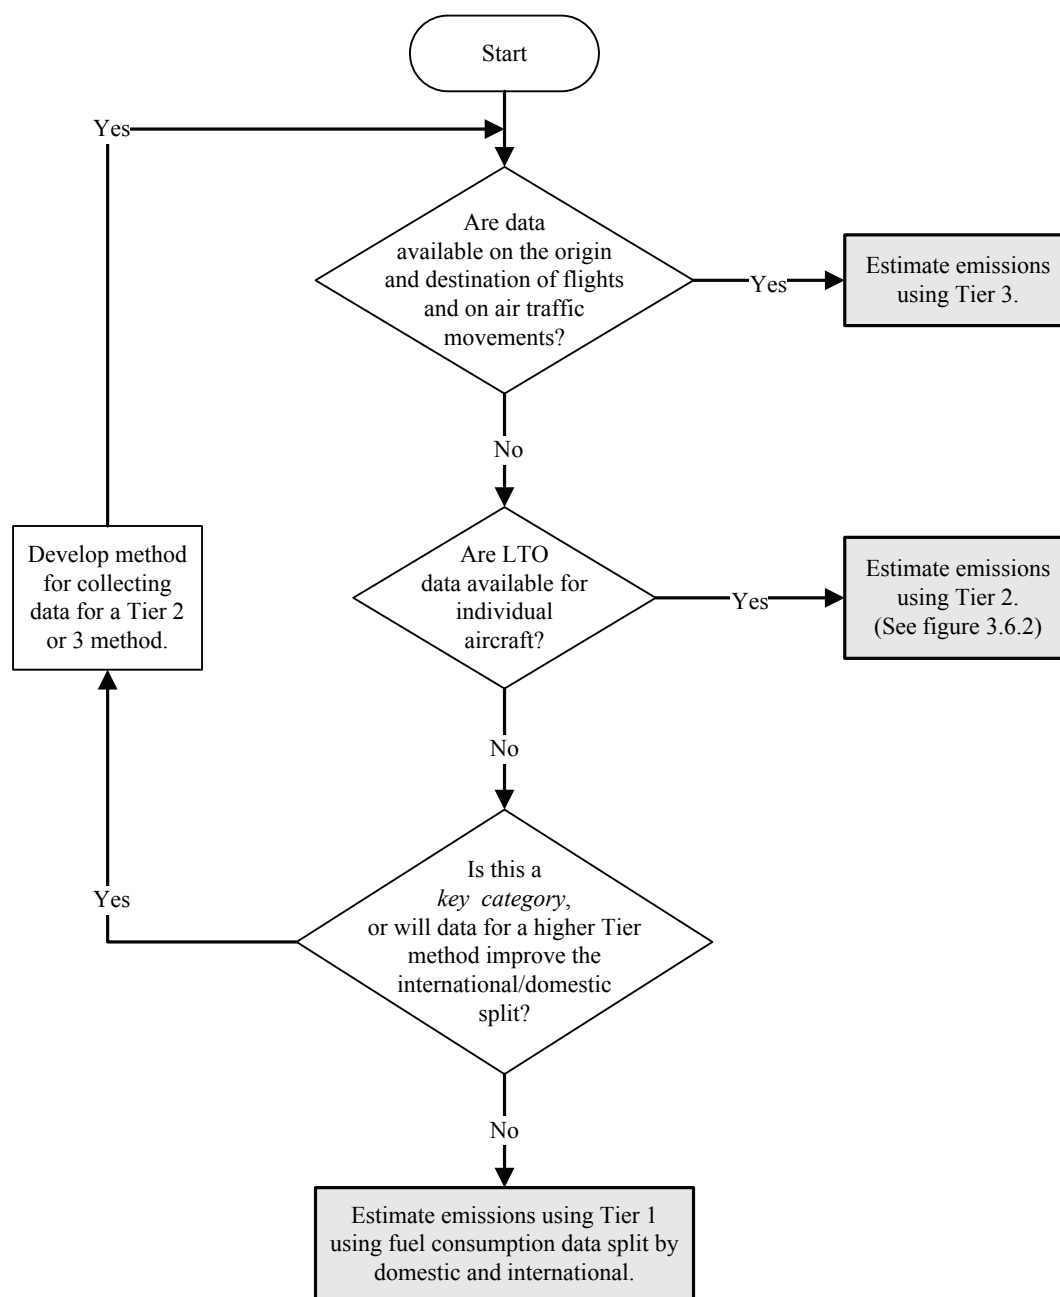 Start
Yes
Are data
available on the origin
and destination of flights
and on air traffic
movements?
Yes
Estimate emissions
using Tier 3.
No
Develop method
for collecting
data for a Tier 2
or 3 method.
Are LTO
data available for
individual
aircraft?
Yes
Estimate emissions
using Tier 2.
(See figure 3.6.2)
No
Yes
Is this a
key category,
or will data for a higher Tier
method improve the
international/domestic
split?
No
Estimate emissions using Tier 1
using fuel consumption data split by
domestic and international.